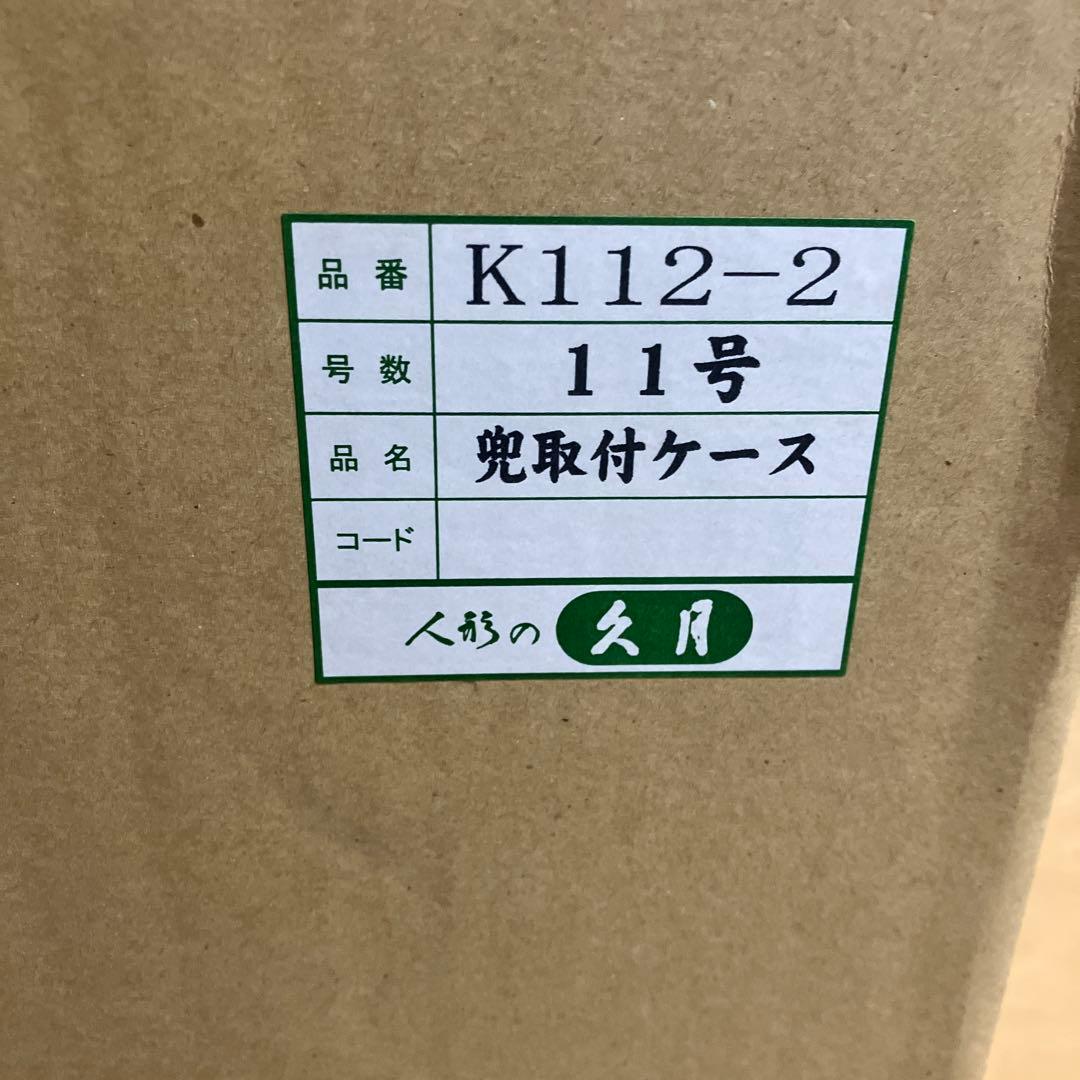 品番 K112-2
号数 11号
品名 兜取付ケース
コード
人形の 久月